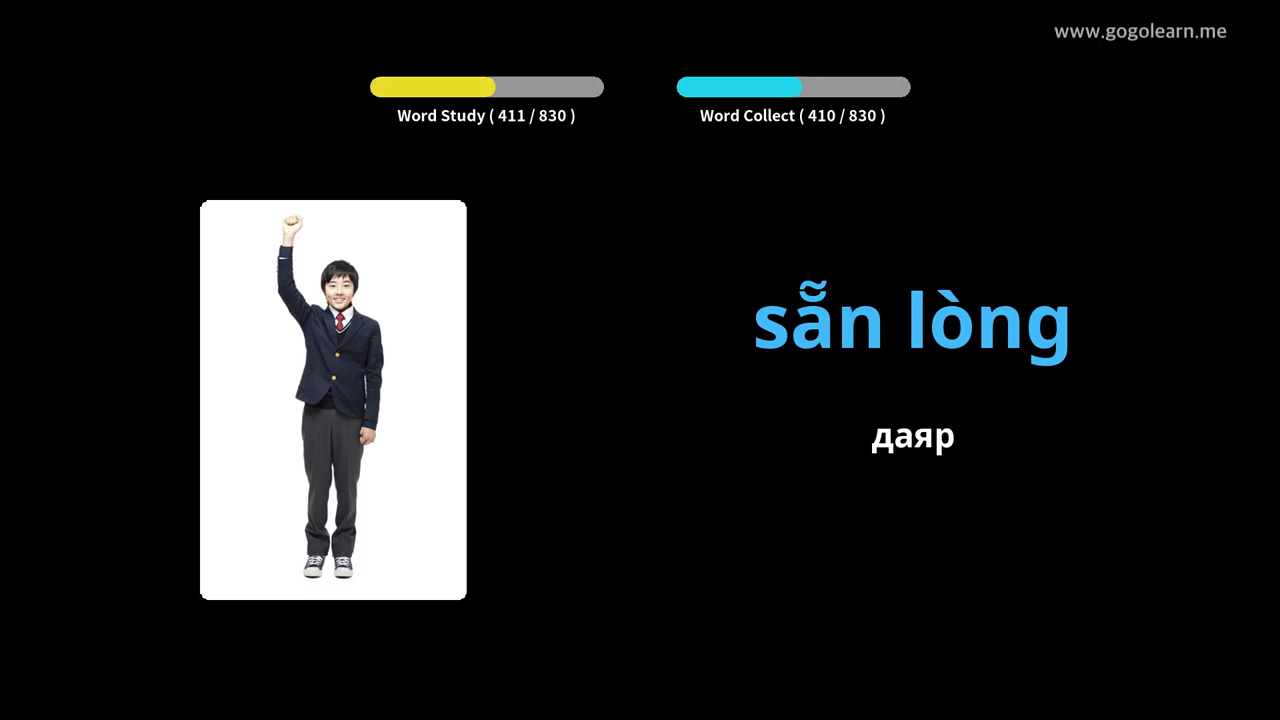 www.gogolearn.me
Word Study ( 411 / 830 )
Word Collect ( 410 / 830 )
sẵn lòng
даяр